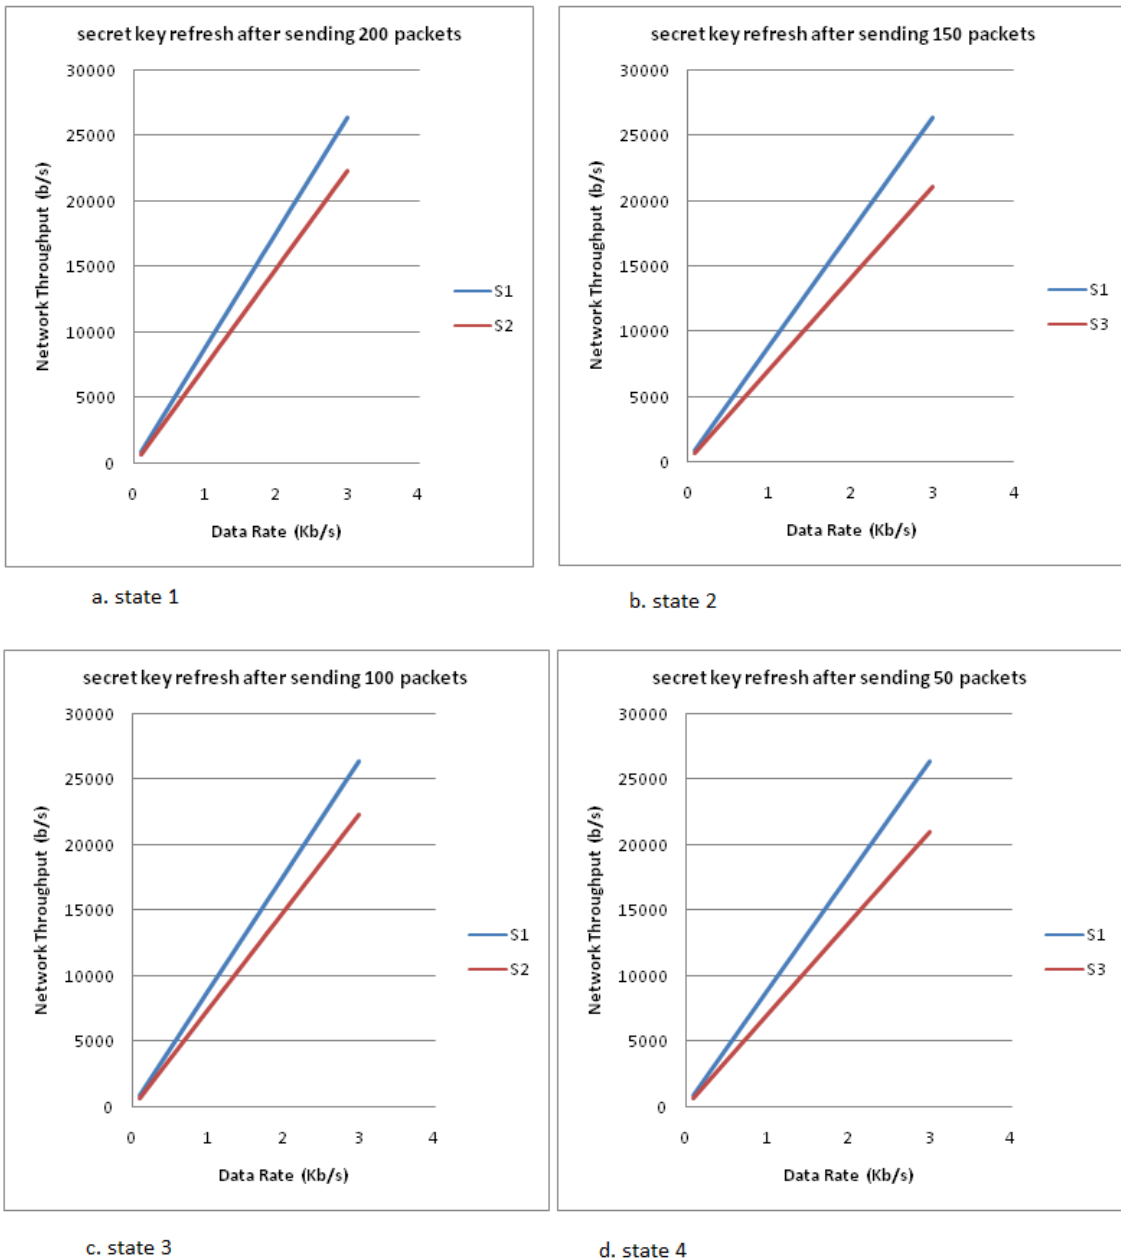 secret key refresh after sending 200 packets
30000
25000
20000
15000
10000
5000
0
0 1 2 3 4
Network Throughput (b/s)
Data Rate (Kb/s)
S1
S2
a. state 1
secret key refresh after sending 150 packets
30000
25000
20000
15000
10000
5000
0
0 1 2 3 4
Network Throughput (b/s)
Data Rate (Kb/s)
S1
S3
b. state 2
secret key refresh after sending 100 packets
30000
25000
20000
15000
10000
5000
0
0 1 2 3 4
Network Throughput (b/s)
Data Rate (Kb/s)
S1
S2
c. state 3
secret key refresh after sending 50 packets
30000
25000
20000
15000
10000
5000
0
0 1 2 3 4
Network Throughput (b/s)
Data Rate (Kb/s)
S1
S3
d. state 4